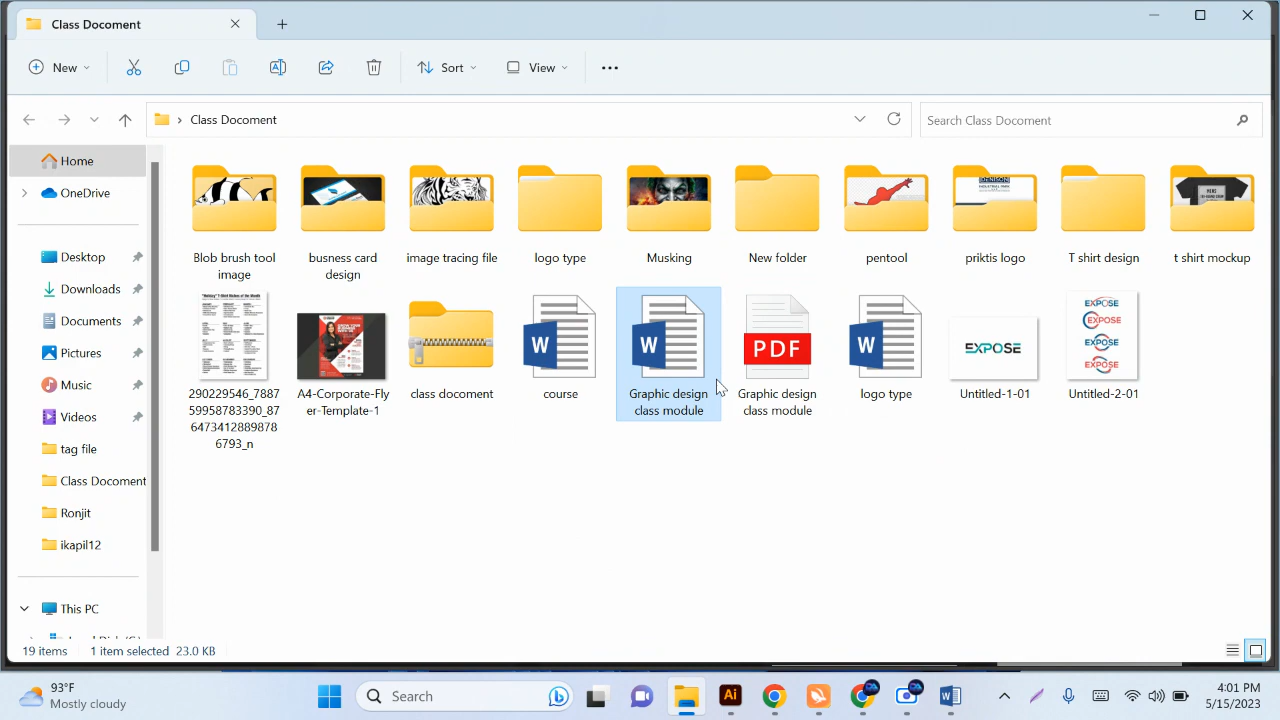 Class Docoment
New
Sort
View
Class Docoment
Search Class Docoment
Home
OneDrive
Desktop
Downloads
Documents
Pictures
Music
Videos
tag file
Class Docoment
Ronjit
ikapil12
This PC
Blob brush tool
image
busness card
design
image tracing file
logo type
Musking
New folder
pentool
priktis logo
T shirt design
t shirt mockup
290229546_7887
59958783390_87
647341288987
6793_n
A4-Corporate-Fly
er-Template-1
class docoment
W
course
W
Graphic design
class module
PDF
Graphic design
class module
W
logo type
EXPOSE
Untitled-1-01
EXPOSE
EXPOSE
EXPOSE
EXPOSE
Untitled-2-01
19 items
1 item selected
23.0 KB
93°F
Mostly cloudy
Search
Ai
W
4:01 PM
5/15/2023